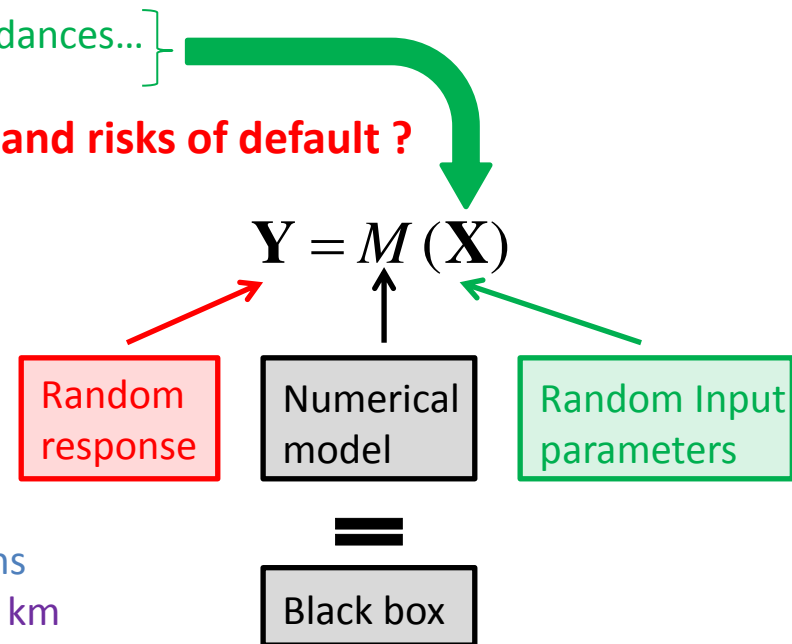 dances...
and risks of default ?
Y = M (X)
Random
response
Numerical
model
Random Input
parameters
=
ns
km
Black box